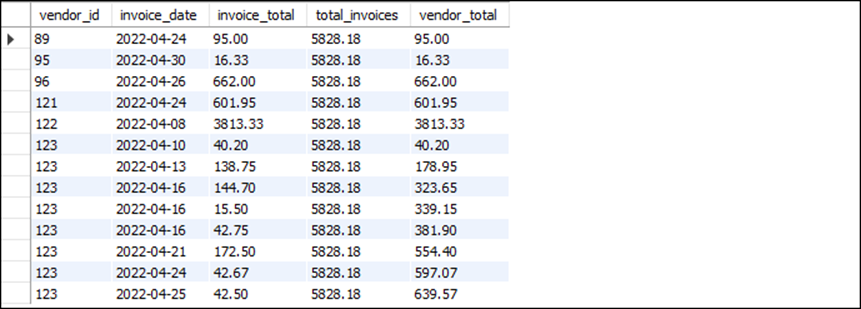 vendor_id invoice_date invoice_total total_invoices vendor_total
89 2022-04-24 95.00 5828.18 95.00
95 2022-04-30 16.33 5828.18 16.33
96 2022-04-26 662.00 5828.18 662.00
121 2022-04-24 601.95 5828.18 601.95
122 2022-04-08 3813.33 5828.18 3813.33
123 2022-04-10 40.20 5828.18 40.20
123 2022-04-13 138.75 5828.18 178.95
123 2022-04-16 144.70 5828.18 323.65
123 2022-04-16 15.50 5828.18 339.15
123 2022-04-16 42.75 5828.18 381.90
123 2022-04-21 172.50 5828.18 554.40
123 2022-04-24 42.67 5828.18 597.07
123 2022-04-25 42.50 5828.18 639.57